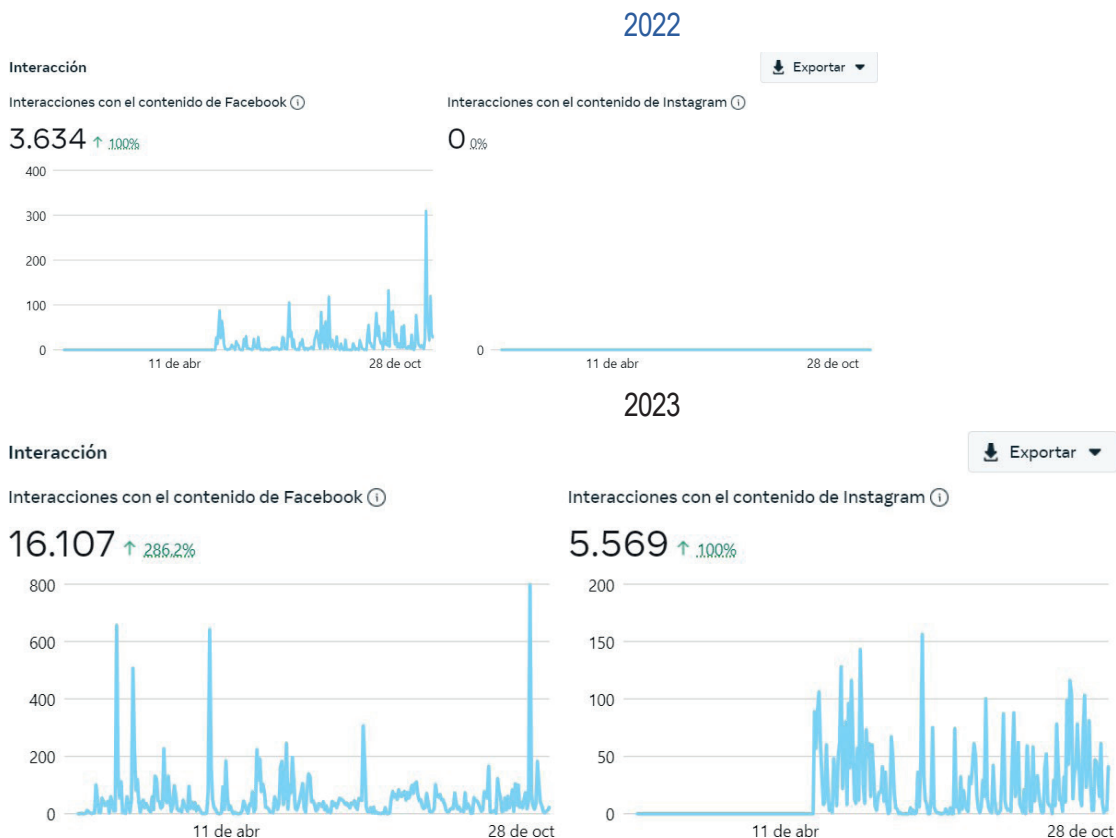 2022
Interacción
Exportar
Interacciones con el contenido de Facebook
Interacciones con el contenido de Instagram
3.634 ↑ 100%
0 0%
400
300
200
100
0
11 de abr
28 de oct
0
11 de abr
28 de oct
2023
Interacción
Exportar
Interacciones con el contenido de Facebook
Interacciones con el contenido de Instagram
16.107 ↑ 286.2%
5.569 ↑ 100%
800
600
400
200
0
11 de abr
28 de oct
200
150
100
50
0
11 de abr
28 de oct